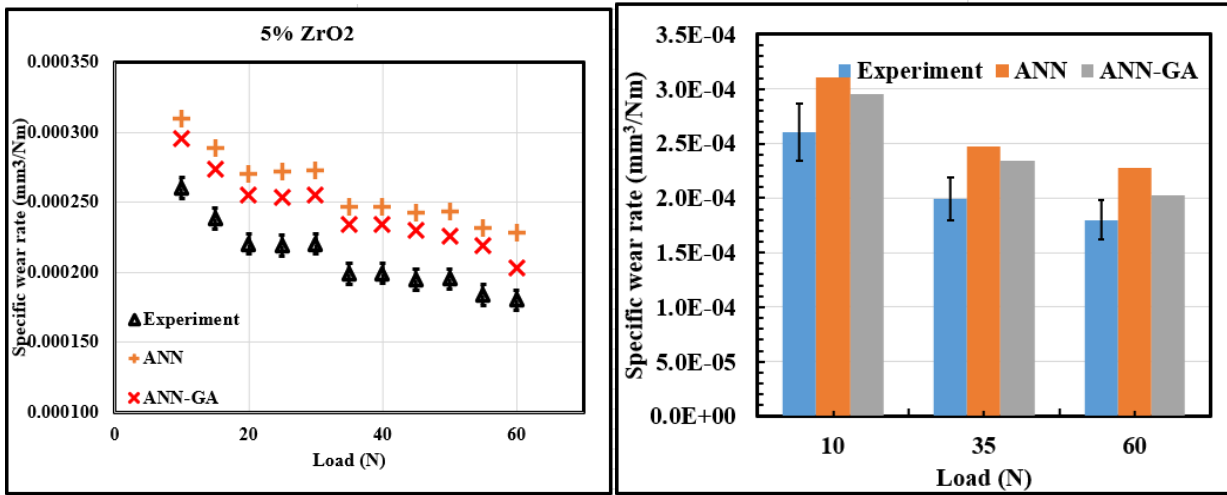 5% ZrO2
Specific wear rate (mm3/Nm)
0.000350
0.000300
0.000250
0.000200
0.000150
0.000100
Experiment
ANN
ANN-GA
0 20 40 60
Load (N)
Specific wear rate (mm³/Nm)
3.5E-04
3.0E-04
2.5E-04
2.0E-04
1.5E-04
1.0E-04
5.0E-05
0.0E+00
Experiment ANN ANN-GA
10 35 60
Load (N)